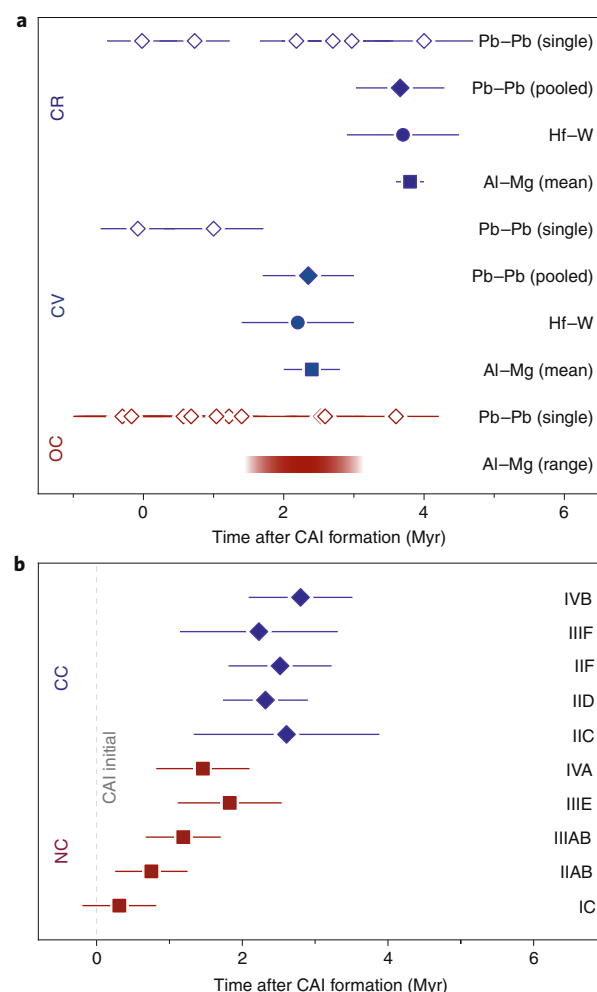 a
CR
Pb–Pb (single)
Pb–Pb (pooled)
Hf–W
Al–Mg (mean)
CV
Pb–Pb (single)
Pb–Pb (pooled)
Hf–W
Al–Mg (mean)
OC
Pb–Pb (single)
Al–Mg (range)
0 2 4 6
Time after CAI formation (Myr)
b
CC
IVB
IIIF
IIF
IID
IIC
CAI initial
NC
IVA
IIIE
IIIAB
IIAB
IC
0 2 4 6
Time after CAI formation (Myr)